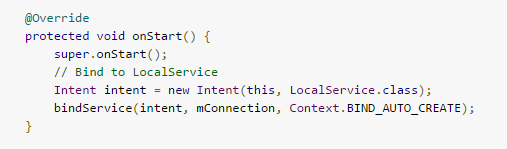 @Override
protected void onStart() {
    super.onStart();
    // Bind to LocalService
    Intent intent = new Intent(this, LocalService.class);
    bindService(intent, mConnection, Context.BIND_AUTO_CREATE);
}